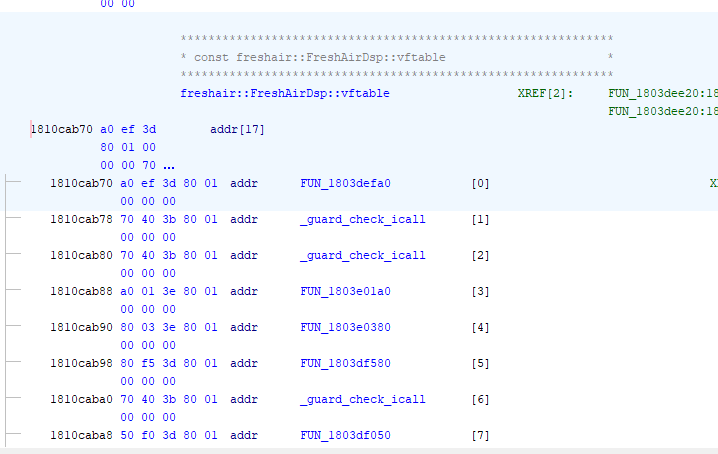 00 00
**************************************************************
* const freshair::FreshAirDsp::vftable *
**************************************************************
freshair::FreshAirDsp::vftable XREF[2]: FUN_1803dee20:18
FUN_1803dee20:18
1810cab70 a0 ef 3d addr[17]
80 01 00
00 00 70 ...
1810cab70 a0 ef 3d 80 01 addr FUN_1803defa0 [0] X
00 00 00
1810cab78 70 40 3b 80 01 addr _guard_check_icall [1]
00 00 00
1810cab80 70 40 3b 80 01 addr _guard_check_icall [2]
00 00 00
1810cab88 a0 01 3e 80 01 addr FUN_1803e01a0 [3]
00 00 00
1810cab90 80 03 3e 80 01 addr FUN_1803e0380 [4]
00 00 00
1810cab98 80 f5 3d 80 01 addr FUN_1803df580 [5]
00 00 00
1810caba0 70 40 3b 80 01 addr _guard_check_icall [6]
00 00 00
1810caba8 50 f0 3d 80 01 addr FUN_1803df050 [7]